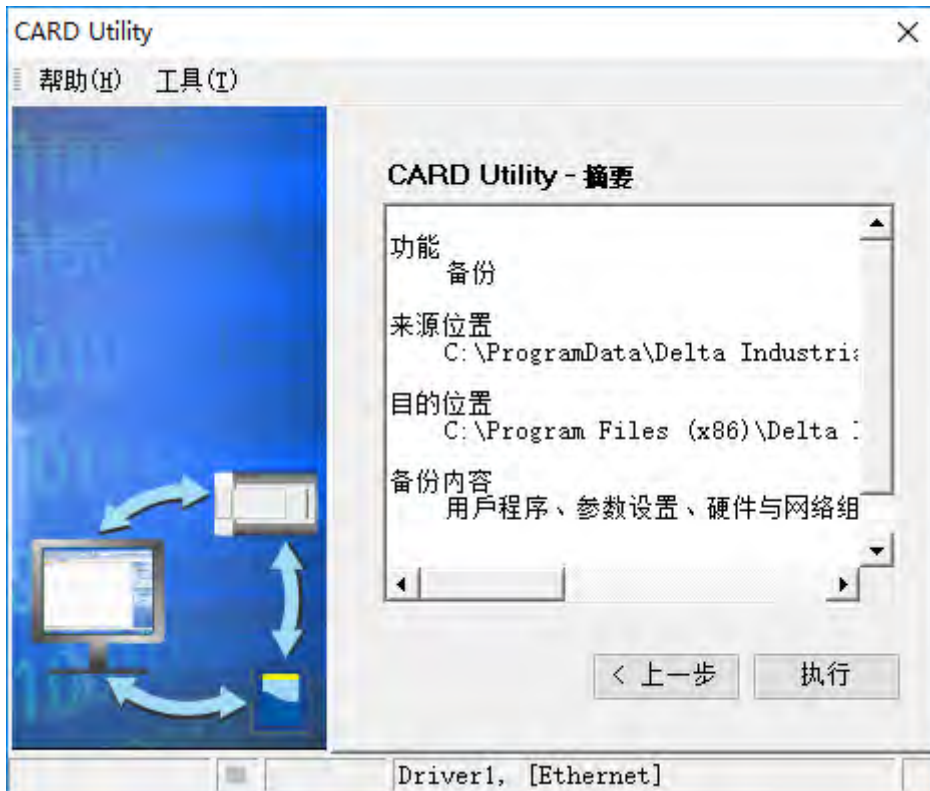 CARD Utility
帮助(H) 工具(T)
CARD Utility - 摘要
功能
备份
来源位置
C:\ProgramData\Delta Industria
目的位置
C:\Program Files (x86)\Delta I
备份内容
用戶程序、参数设置、硬件与网络组
< 上一步 执行
Driver1, [Ethernet]